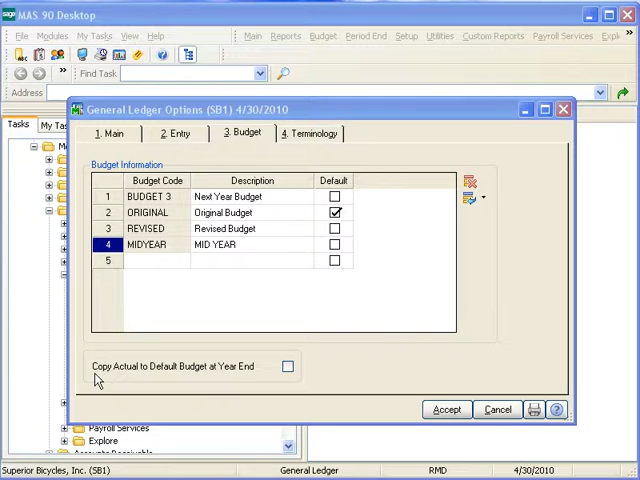 sage MAS 90 Desktop
File Modules My Tasks View Help Main Reports Budget Period End Setup Utilities Custom Reports Payroll Services Expl »
» Find Task
Address
Tasks My Ta
General Ledger Options (SB1) 4/30/2010
1. Main 2. Entry 3. Budget 4. Terminology
Budget Information
Budget Code Description Default
1 BUDGET 3 Next Year Budget
2 ORIGINAL Original Budget
3 REVISED Revised Budget
4 MIDYEAR MID YEAR
5
Copy Actual to Default Budget at Year End
Accept Cancel
Payroll Services
Explore
Superior Bicycles, Inc. (SB1) General Ledger RMD 4/30/2010